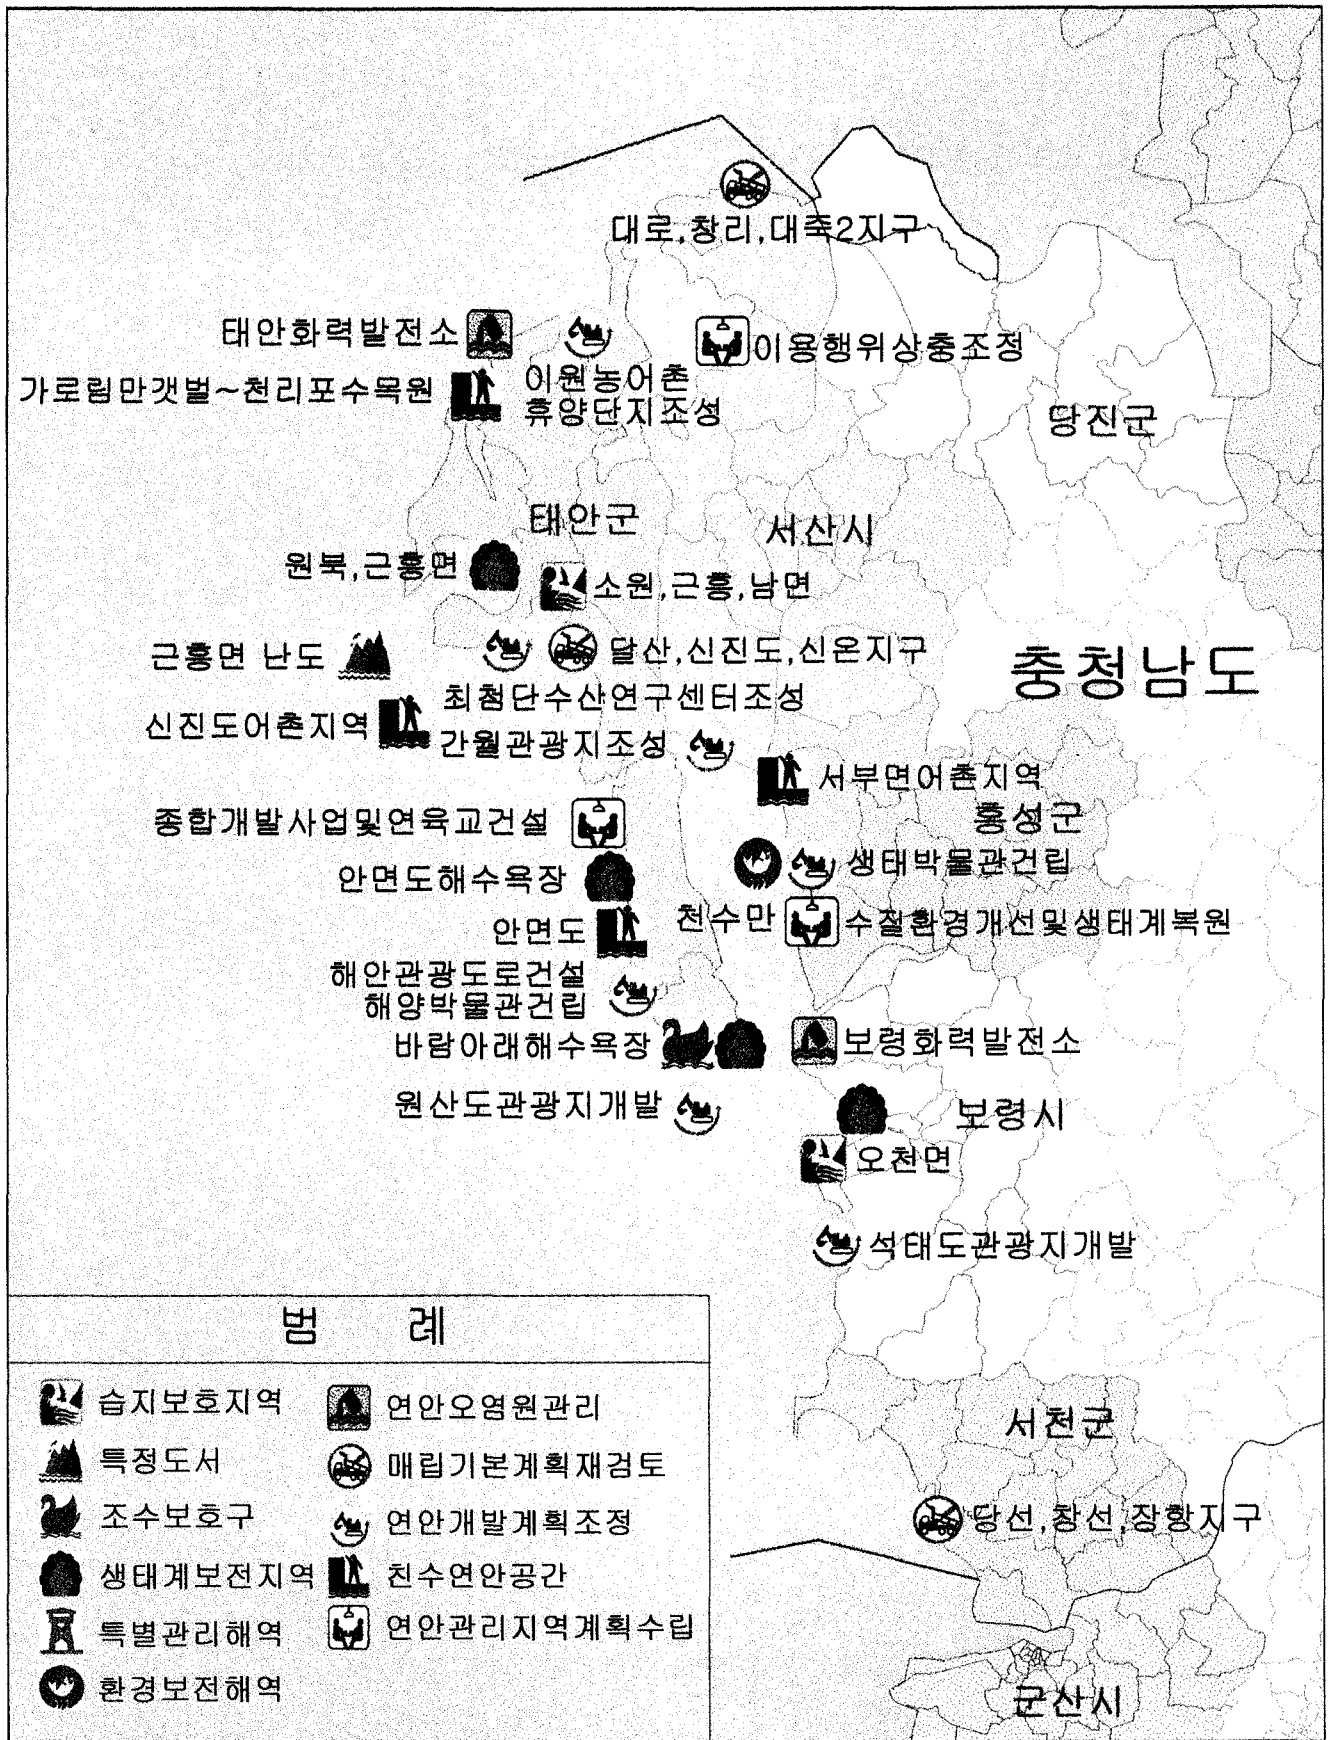 대로,창리,대죽2지구
태안화력발전소
이용행위상충조정
가로림만갯벌~천리포수목원
이원농어촌
휴양단지조성
당진군
태안군
서산시
원북,근흥면
소원,근흥,남면
근흥면 난도
달산,신진도,신온지구
충청남도
최첨단수산연구센터조성
신진도어촌지역
간월관광지조성
서부면어촌지역
홍성군
종합개발사업및연육교건설
생태박물관건립
안면도해수욕장
천수만
수질환경개선및생태계복원
안면도
해안관광도로건설
해양박물관건립
바람아래해수욕장
보령화력발전소
원산도관광지개발
보령시
오천면
석태도관광지개발
범 례
습지보호지역
연안오염원관리
특정도서
매립기본계획재검토
조수보호구
연안개발계획조정
생태계보전지역
친수연안공간
특별관리해역
연안관리지역계획수립
환경보전해역
서천군
당선,창선,장항지구
군산시